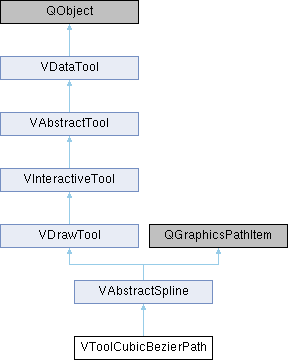 QObject
VDataTool
VAbstractTool
VInteractiveTool
VDrawTool
QGraphicsPathItem
VAbstractSpline
VToolCubicBezierPath